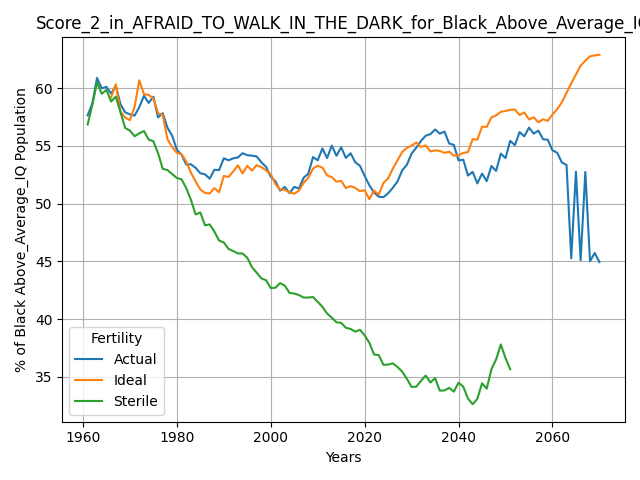 Score_2_in_AFRAID_TO_WALK_IN_THE_DARK_for_Black_Above_Average_IQ
% of Black Above_Average_IQ Population
60
55
50
45
40
35
Fertility
Actual
Ideal
Sterile
1960
1980
2000
2020
2040
2060
Years